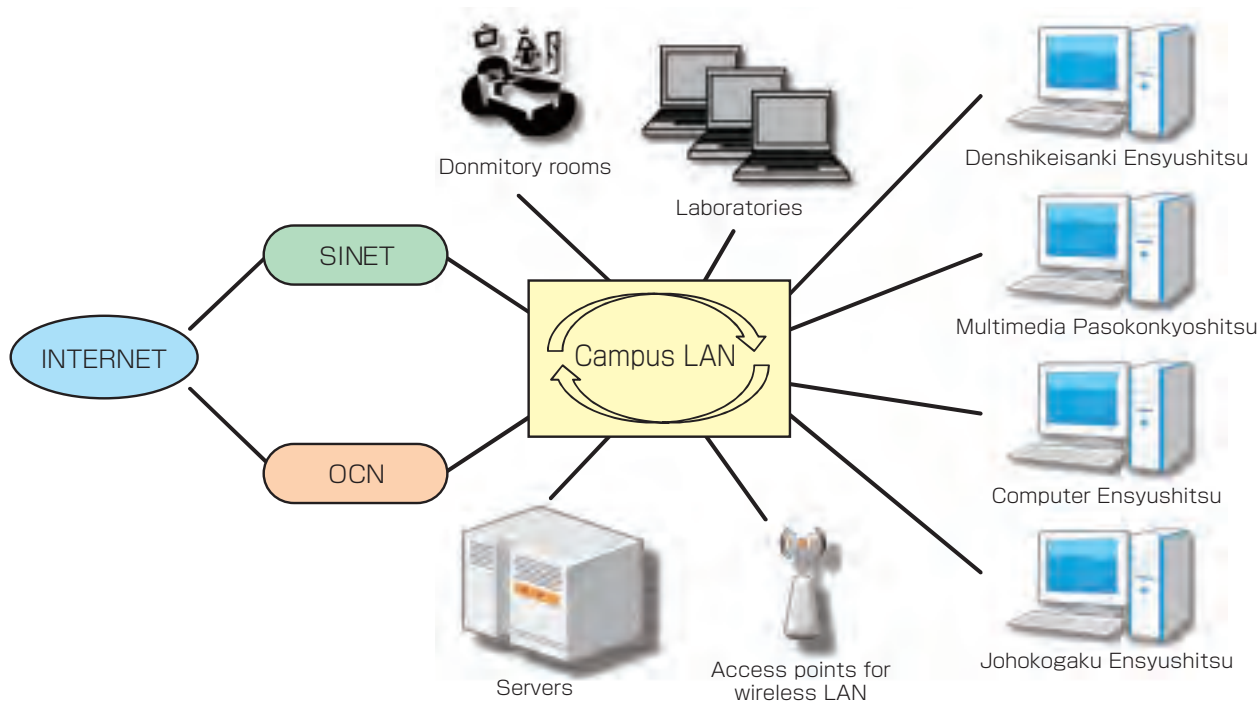 Donmitory rooms
Laboratories
Denshikeisanki Ensyushitsu
SINET
Multimedia Pasokonkyoshitsu
INTERNET
Campus LAN
OCN
Computer Ensyushitsu
Servers
Access points for
wireless LAN
Johokogaku Ensyushitsu